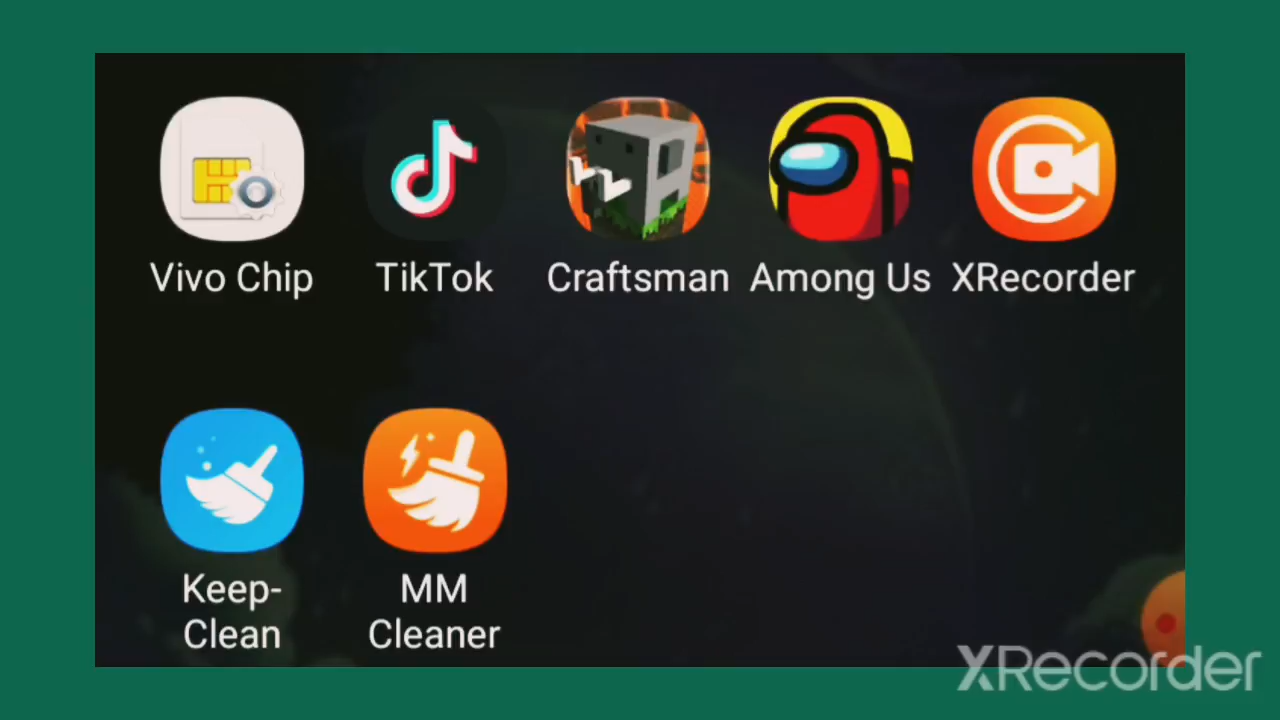 Vivo Chip
TikTok
Craftsman
Among Us
XRecorder
Keep-
Clean
MM
Cleaner
XRecorder